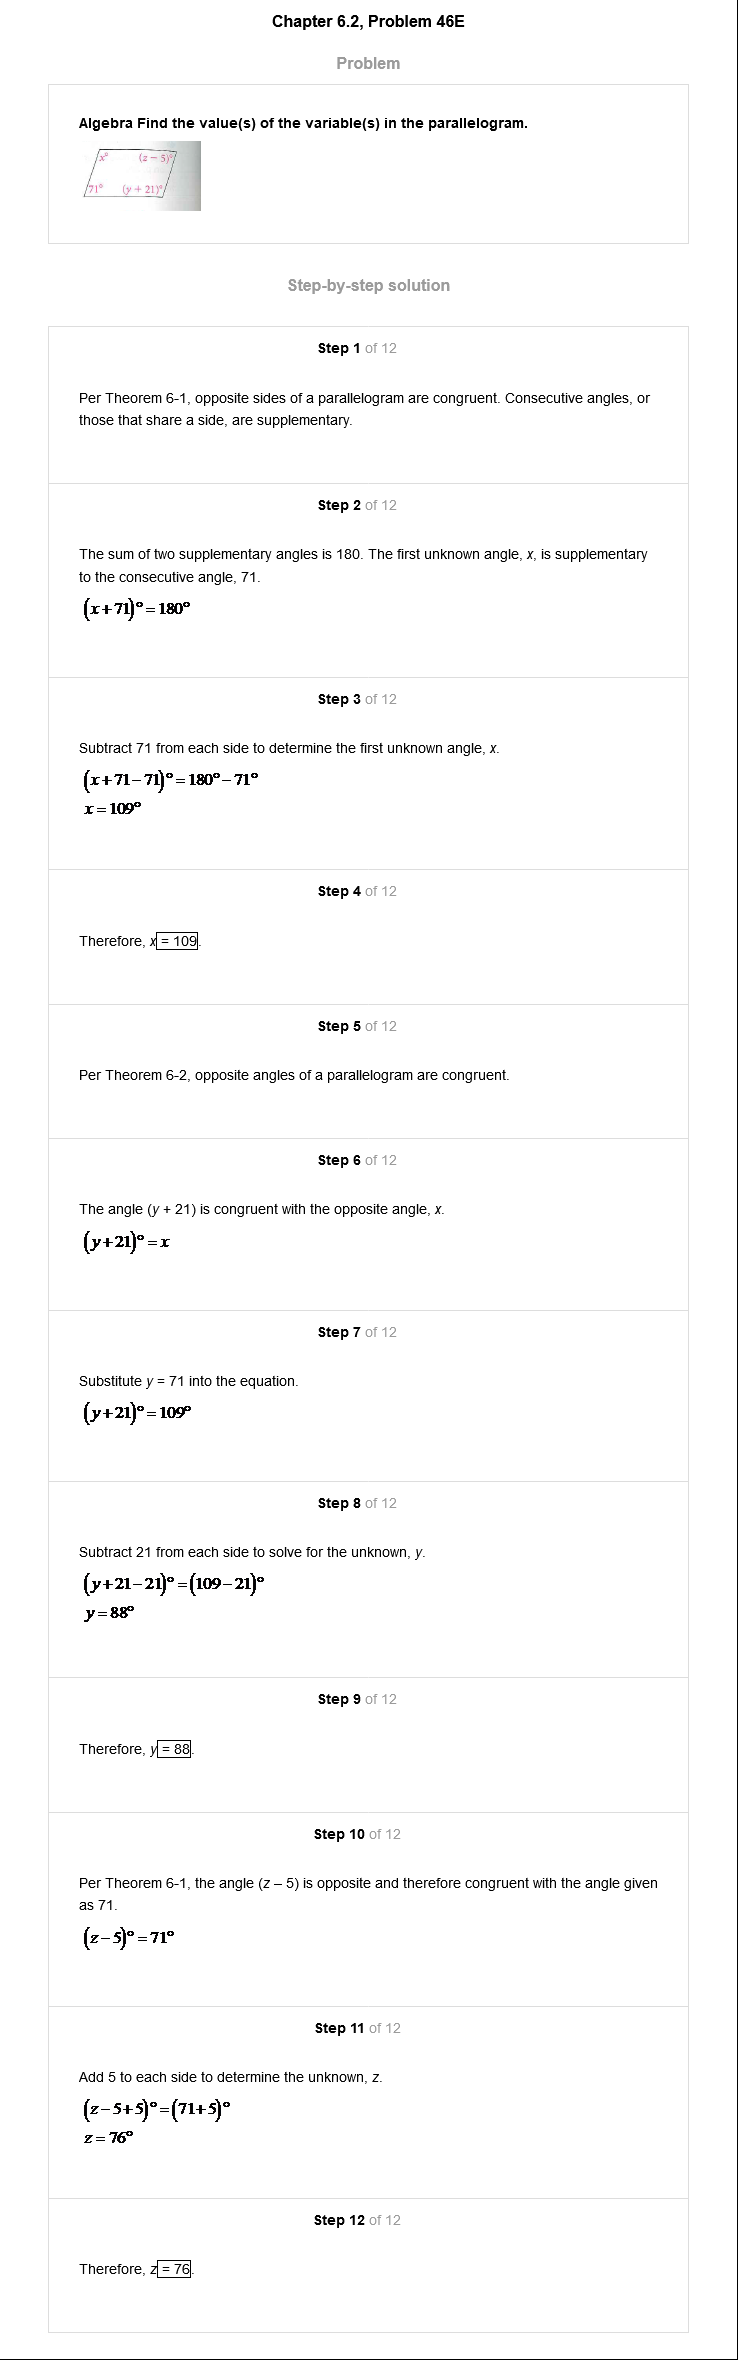 Chapter 6.2, Problem 46E
Problem
Algebra Find the value(s) of the variable(s) in the parallelogram.
x° (z – 5)°
71° (y + 21)°
Step-by-step solution
Step 1 of 12
Per Theorem 6-1, opposite sides of a parallelogram are congruent. Consecutive angles, or
those that share a side, are supplementary.
Step 2 of 12
The sum of two supplementary angles is 180. The first unknown angle, x, is supplementary
to the consecutive angle, 71.
(x+71)° = 180°
Step 3 of 12
Subtract 71 from each side to determine the first unknown angle, x.
(x+71–71)° = 180° – 71°
x = 109°
Step 4 of 12
Therefore, x = 109.
Step 5 of 12
Per Theorem 6-2, opposite angles of a parallelogram are congruent.
Step 6 of 12
The angle (y + 21) is congruent with the opposite angle, x.
(y+21)° = x
Step 7 of 12
Substitute y = 71 into the equation.
(y+21)° = 109°
Step 8 of 12
Subtract 21 from each side to solve for the unknown, y.
(y+21–21)° = (109–21)°
y = 88°
Step 9 of 12
Therefore, y = 88.
Step 10 of 12
Per Theorem 6-1, the angle (z – 5) is opposite and therefore congruent with the angle given
as 71.
(z–5)° = 71°
Step 11 of 12
Add 5 to each side to determine the unknown, z.
(z–5+5)° = (71+5)°
z = 76°
Step 12 of 12
Therefore, z = 76.